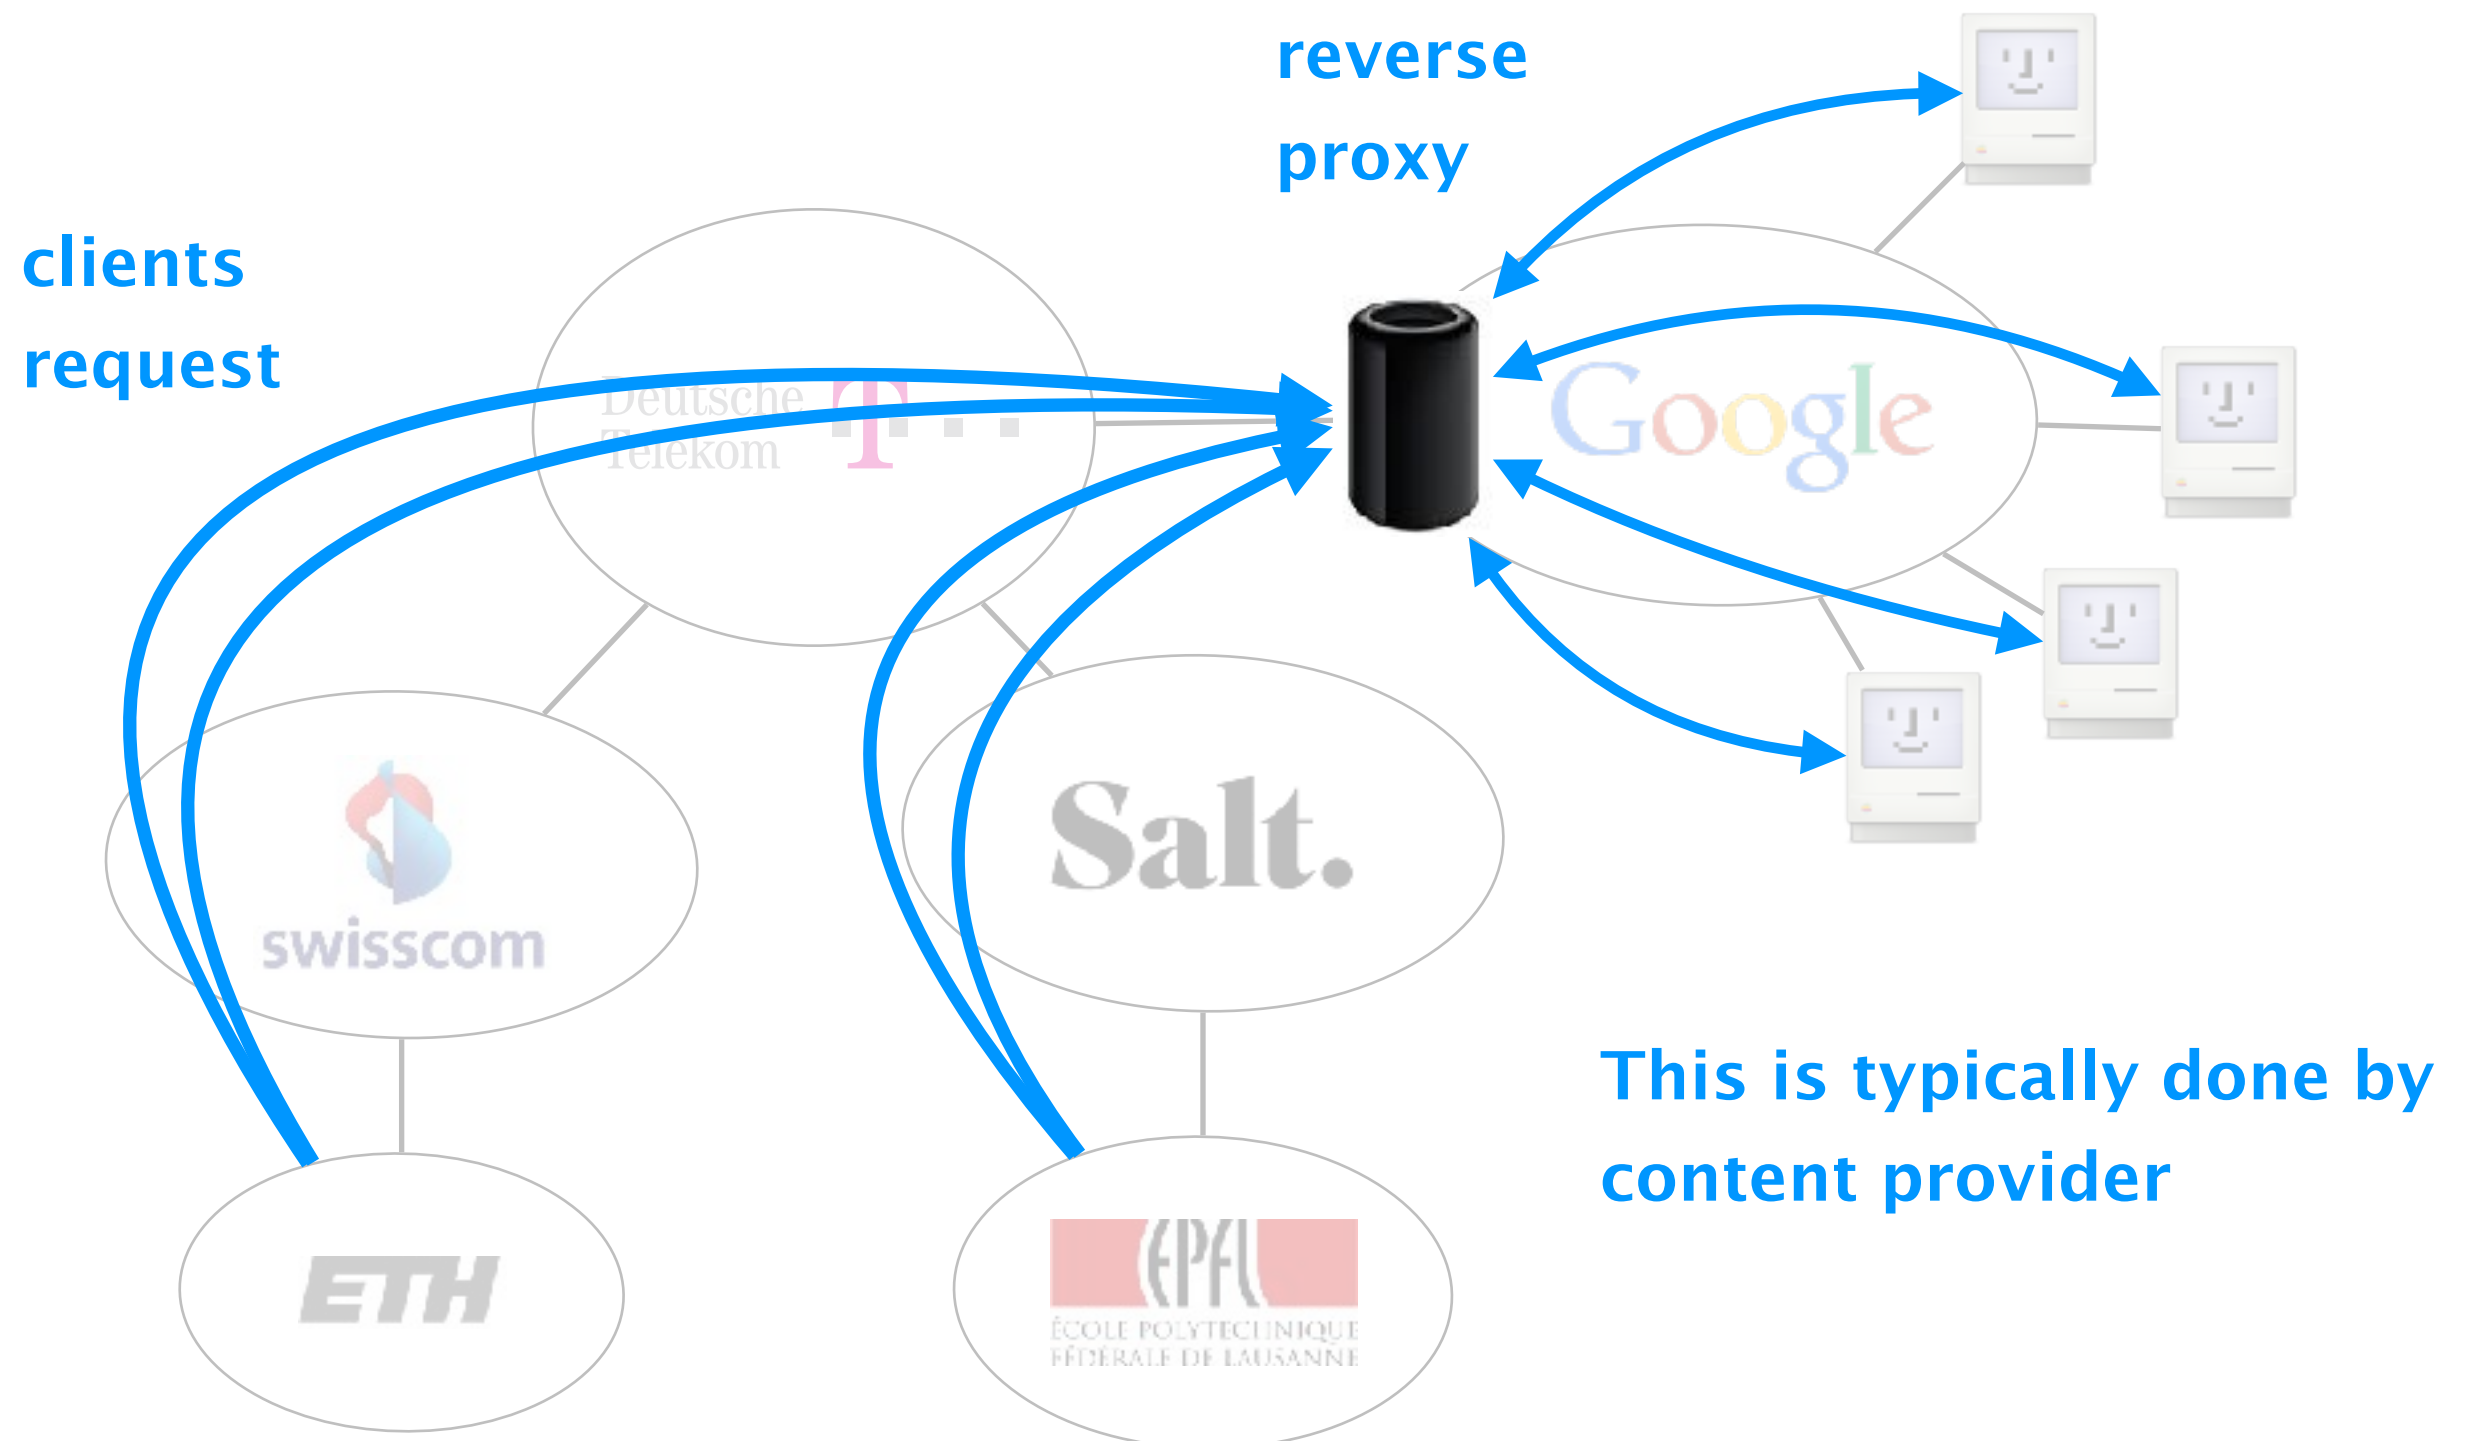 reverse
proxy
clients
request
Deutsche
Telekom
T
Google
Salt.
swisscom
This is typically done by
content provider
ETH
EPFL
ÉCOLE POLYTECHNIQUE
FÉDÉRALE DE LAUSANNE